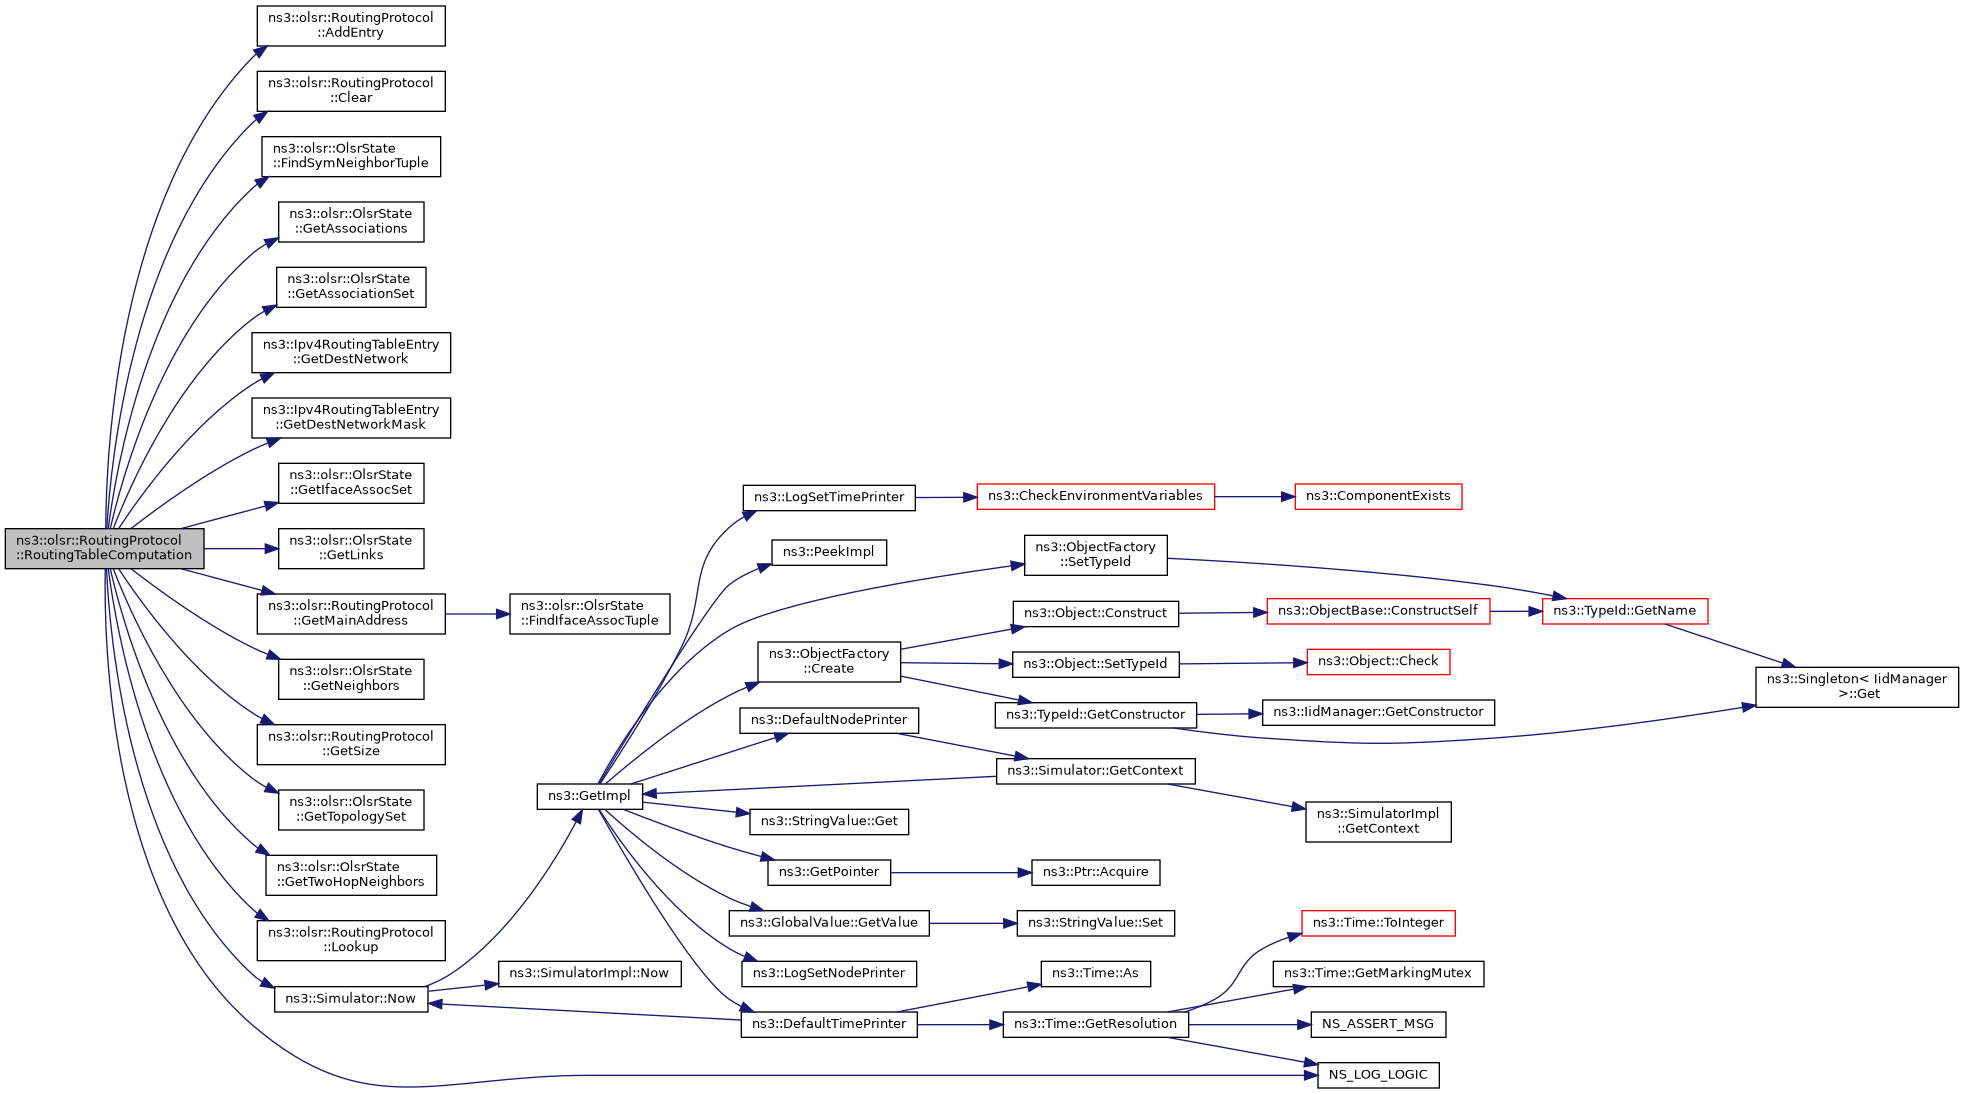 ns3::olsr::RoutingProtocol
::RoutingTableComputation
ns3::olsr::RoutingProtocol
::AddEntry
ns3::olsr::RoutingProtocol
::Clear
ns3::olsr::OlsrState
::FindSymNeighborTuple
ns3::olsr::OlsrState
::GetAssociations
ns3::olsr::OlsrState
::GetAssociationSet
ns3::Ipv4RoutingTableEntry
::GetDestNetwork
ns3::Ipv4RoutingTableEntry
::GetDestNetworkMask
ns3::olsr::OlsrState
::GetIfaceAssocSet
ns3::olsr::OlsrState
::GetLinks
ns3::olsr::RoutingProtocol
::GetMainAddress
ns3::olsr::OlsrState
::GetNeighbors
ns3::olsr::RoutingProtocol
::GetSize
ns3::olsr::OlsrState
::GetTopologySet
ns3::olsr::OlsrState
::GetTwoHopNeighbors
ns3::olsr::RoutingProtocol
::Lookup
ns3::Simulator::Now
ns3::olsr::OlsrState
::FindIfaceAssocTuple
ns3::GetImpl
ns3::SimulatorImpl::Now
ns3::LogSetTimePrinter
ns3::PeekImpl
ns3::ObjectFactory
::Create
ns3::DefaultNodePrinter
ns3::StringValue::Get
ns3::GetPointer
ns3::GlobalValue::GetValue
ns3::LogSetNodePrinter
ns3::DefaultTimePrinter
ns3::CheckEnvironmentVariables
ns3::ObjectFactory
::SetTypeId
ns3::Object::Construct
ns3::Object::SetTypeId
ns3::TypeId::GetConstructor
ns3::Simulator::GetContext
ns3::Ptr::Acquire
ns3::StringValue::Set
ns3::Time::As
ns3::Time::GetResolution
ns3::ComponentExists
ns3::ObjectBase::ConstructSelf
ns3::Object::Check
ns3::IidManager::GetConstructor
ns3::SimulatorImpl
::GetContext
ns3::Time::ToInteger
ns3::Time::GetMarkingMutex
NS_ASSERT_MSG
NS_LOG_LOGIC
ns3::TypeId::GetName
ns3::Singleton< IidManager
>::Get